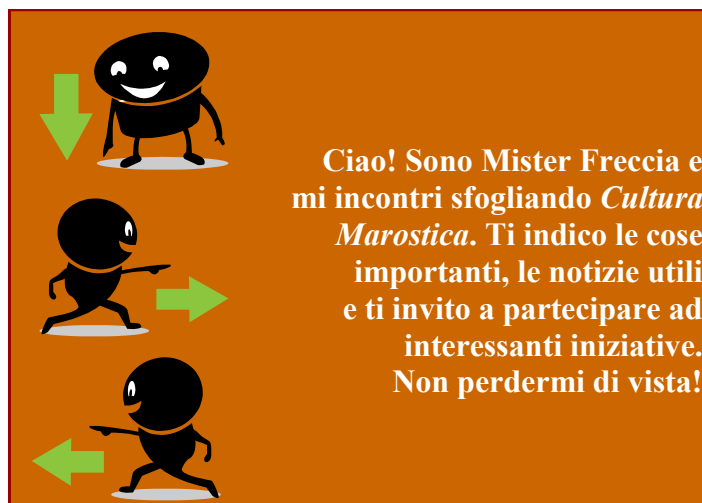 Ciao! Sono Mister Freccia e
mi incontri sfogliando Cultura
Marostica. Ti indico le cose
importanti, le notizie utili
e ti invito a partecipare ad
interessanti iniziative.
Non perdermi di vista!